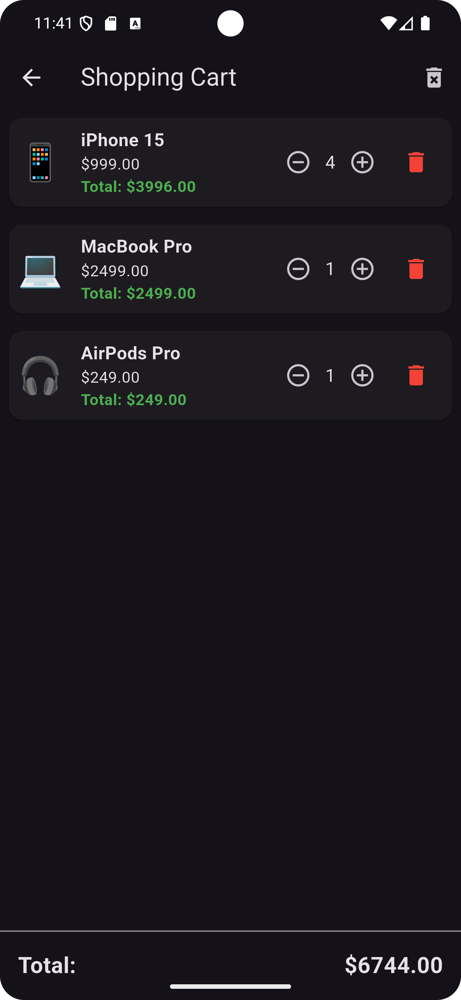 11:41
Shopping Cart
iPhone 15
$999.00
Total: $3996.00
4
MacBook Pro
$2499.00
Total: $2499.00
1
AirPods Pro
$249.00
Total: $249.00
1
Total: $6744.00